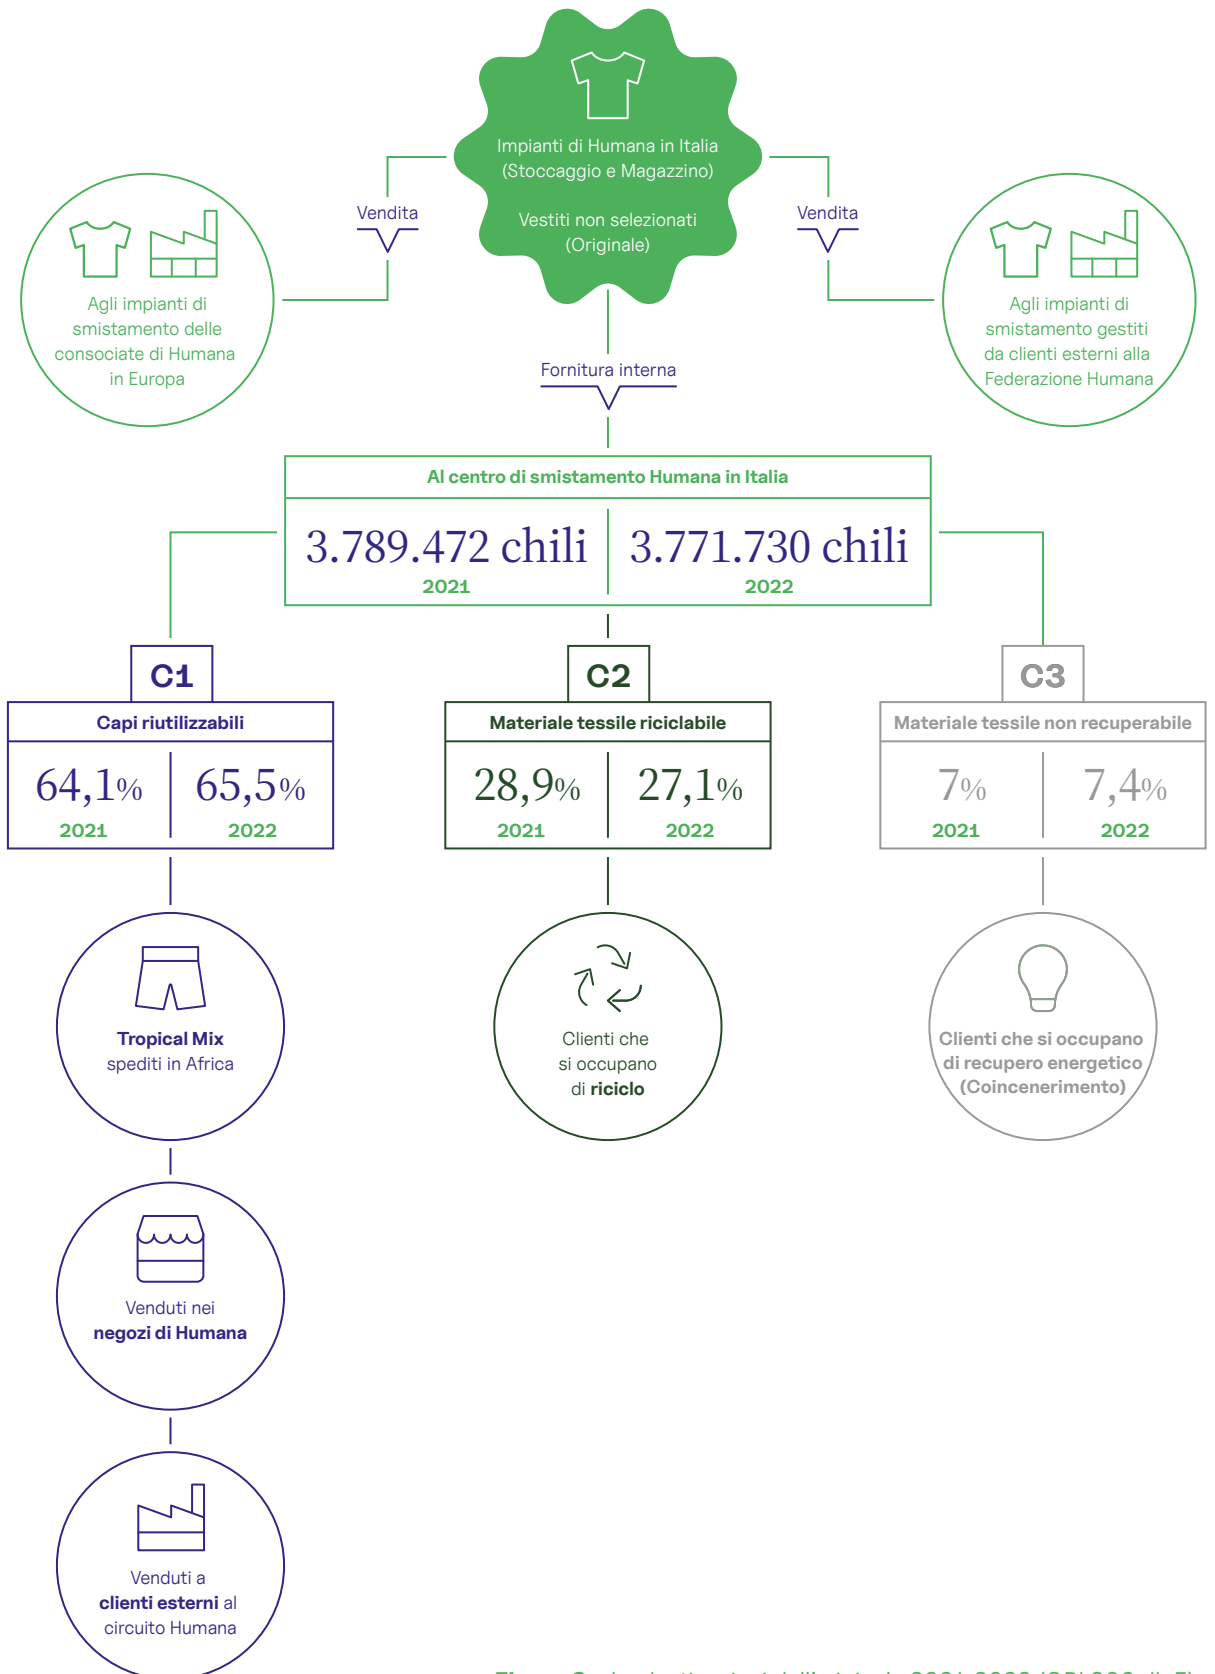 Impianti di Humana in Italia
(Stoccaggio e Magazzino)
Vestiti non selezionati
(Originale)
Vendita
Vendita
Agli impianti di
smistamento delle
consociate di Humana
in Europa
Agli impianti di
smistamento gestiti
da clienti esterni alla
Federazione Humana
Fornitura interna
Al centro di smistamento Humana in Italia
3.789.472 chili
2021
3.771.730 chili
2022
C1
Capi riutilizzabili
64,1%
2021
65,5%
2022
C2
Materiale tessile riciclabile
28,9%
2021
27,1%
2022
C3
Materiale tessile non recuperabile
7%
2021
7,4%
2022
Tropical Mix
spediti in Africa
Clienti che
si occupano
di riciclo
Clienti che si occupano
di recupero energetico
(Coincenerimento)
Venduti nei
negozi di Humana
Venduti a
clienti esterni al
circuito Humana